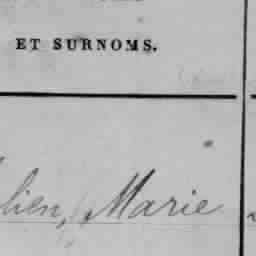 ET SURNOMS.
lien, Marie